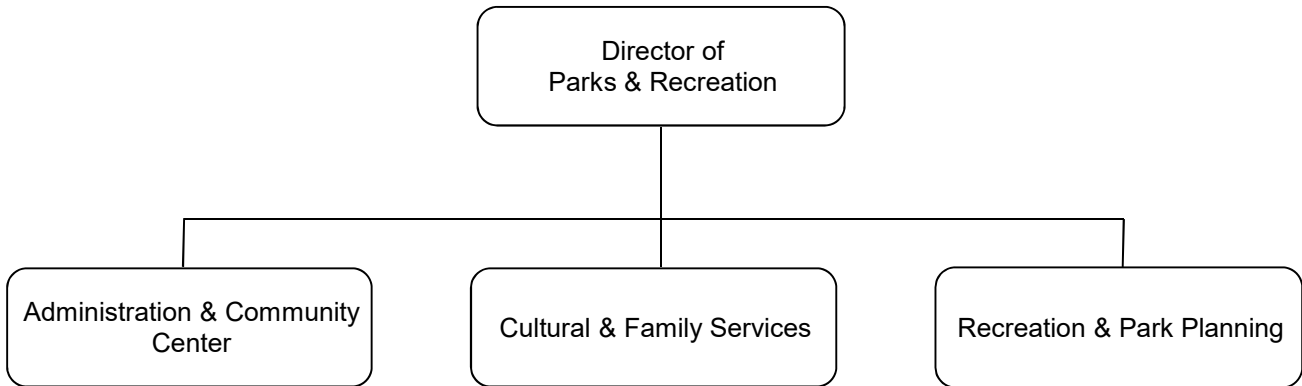 Director of
Parks & Recreation
Administration & Community
Center
Cultural & Family Services
Recreation & Park Planning